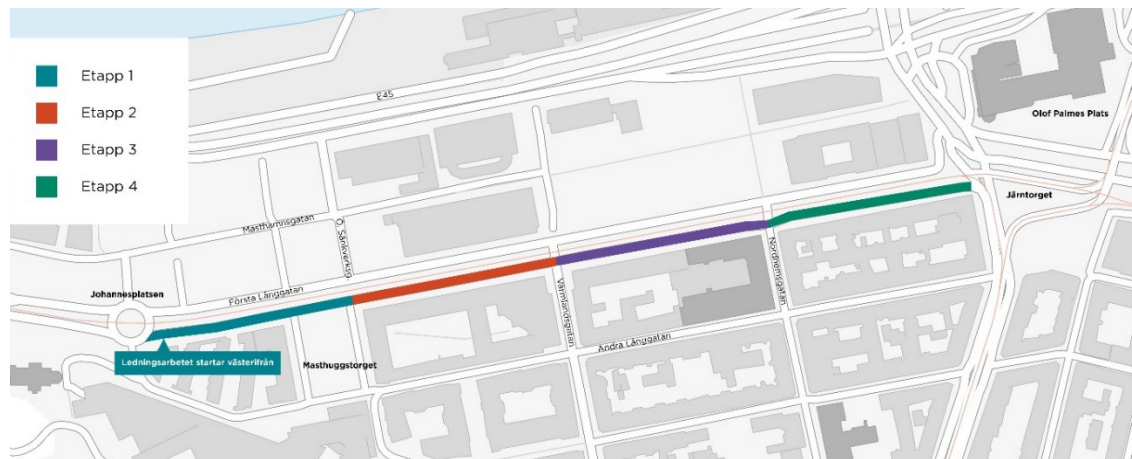 Etapp 1
Etapp 2
Etapp 3
Etapp 4
E45
Olof Palmes Plats
Järntorget
Masthamnsgatan
Ö. Sänkverksg
Johannesplatsen
Första Långgatan
Nordhemsgatan
Värmlandsgatan
Andra Långgatan
Masthuggstorget
Ledningsarbetet startar västerifrån